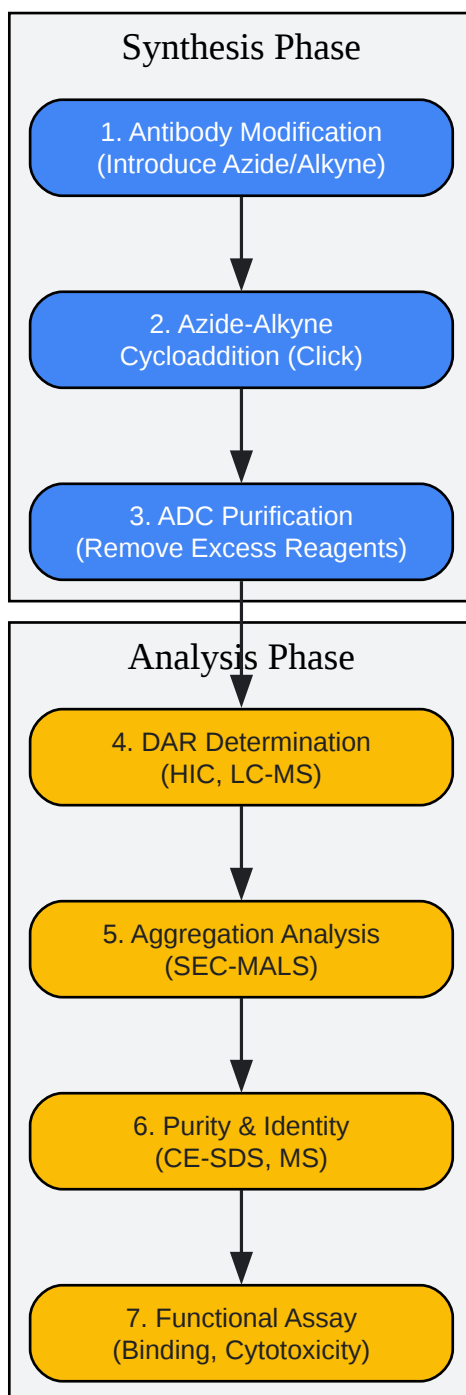 Synthesis Phase
1. Antibody Modification
(Introduce Azide/Alkyne)
2. Azide-Alkyne
Cycloaddition (Click)
3. ADC Purification
(Remove Excess Reagents)
Analysis Phase
4. DAR Determination
(HIC, LC-MS)
5. Aggregation Analysis
(SEC-MALS)
6. Purity & Identity
(CE-SDS, MS)
7. Functional Assay
(Binding, Cytotoxicity)